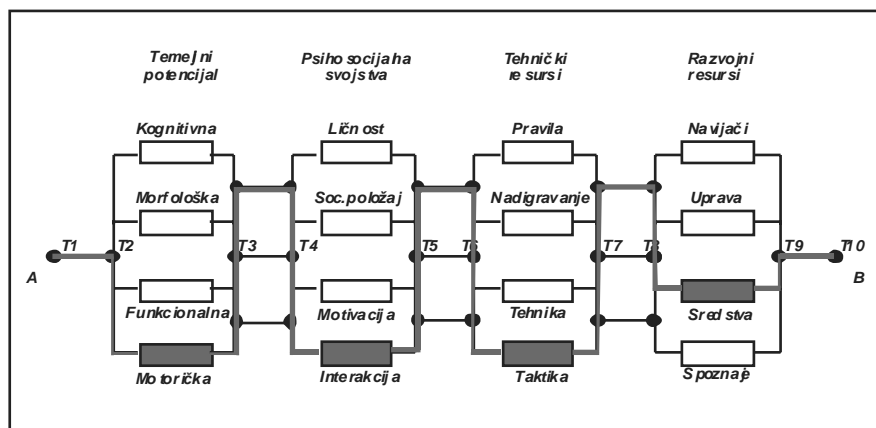 Temeljni potencijal
Psihosocijalna svojstva
Tehnički resursi
Razvojni resursi
Kognitivna
Ličnost
Pravila
Navijači
Morfološka
Soc.položaj
Nadigravanje
Uprava
T1
T2
T3
T4
T5
T6
T7
T8
T9
T10
A
B
Funkcionalna
Motivacija
Tehnika
Sredstva
Motorička
Interakcija
Taktika
Spoznaje